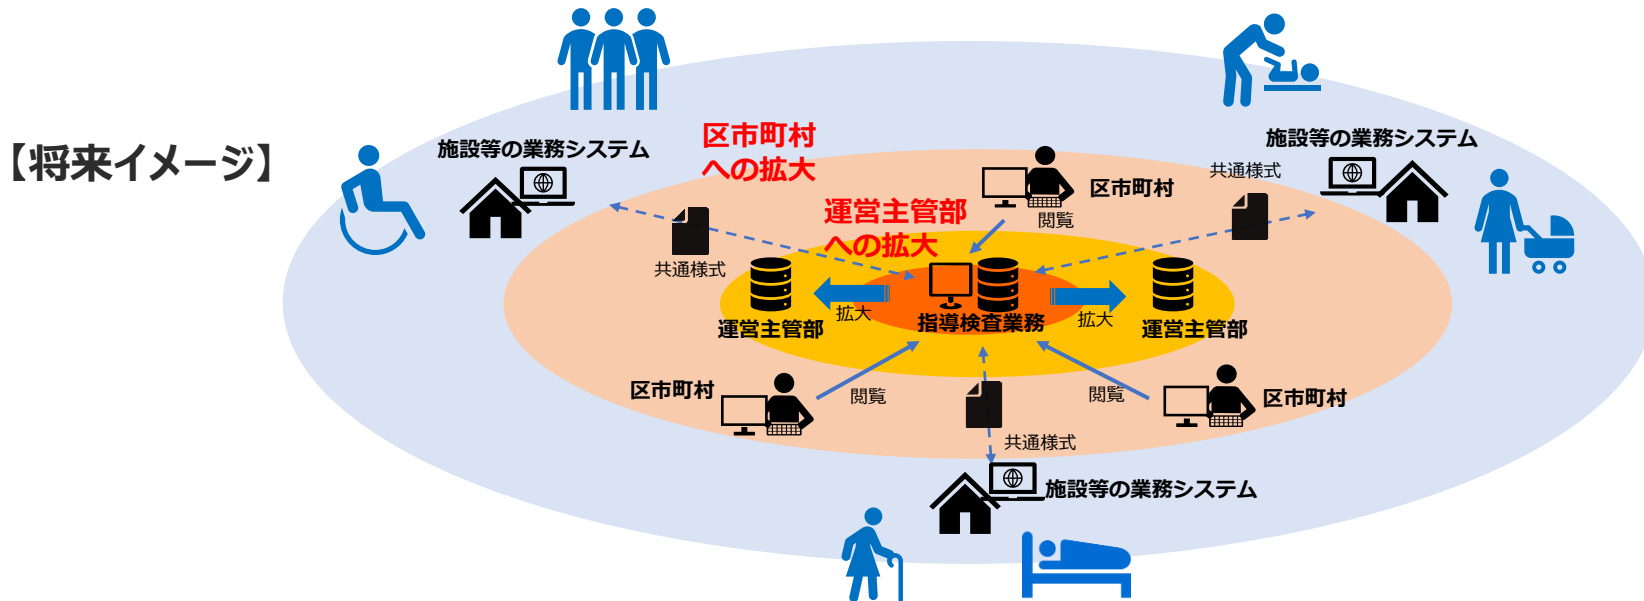 【将来イメージ】
施設等の業務システム
区市町村
への拡大
区市町村
閲覧
施設等の業務システム
共通様式
運営主管部
への拡大
共通様式
運営主管部
拡大
指導検査業務
拡大
運営主管部
区市町村
閲覧
閲覧
区市町村
共通様式
施設等の業務システム